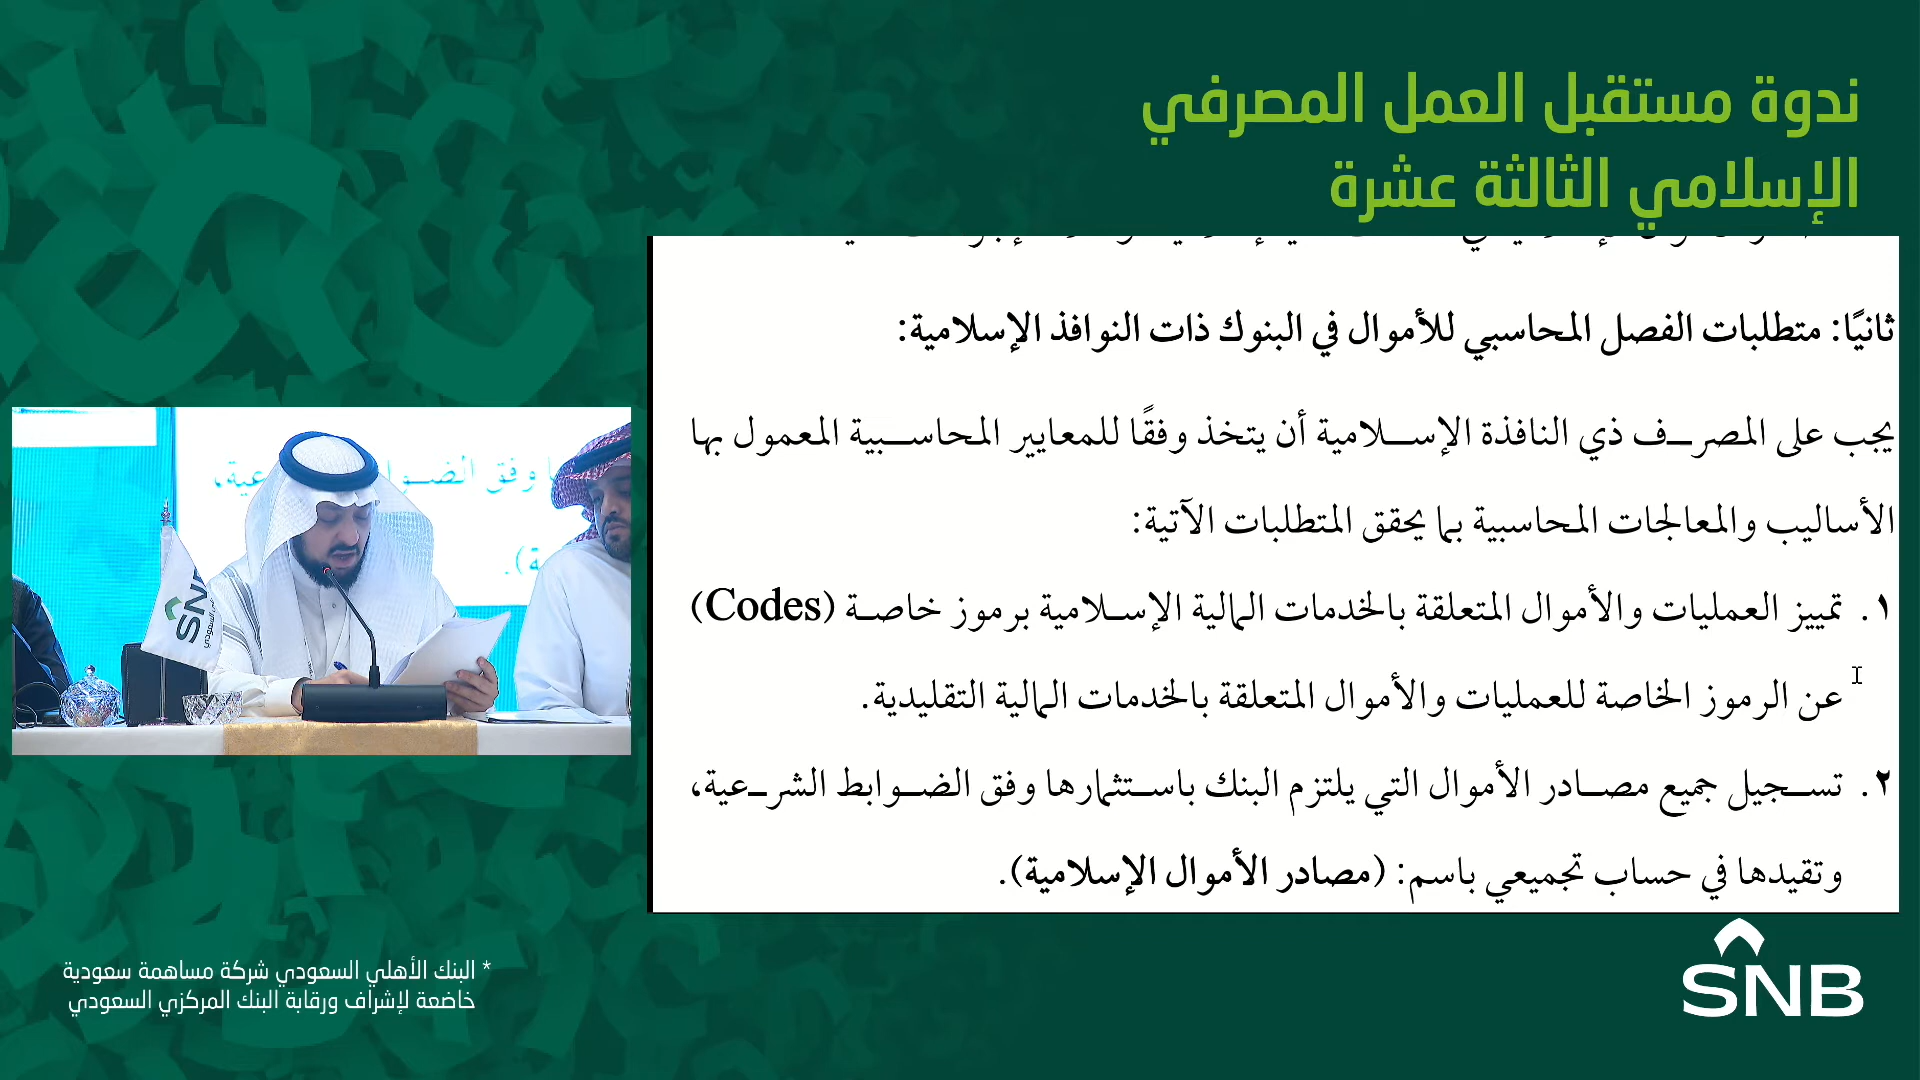 ندوة مستقبل العمل المصرفي
الإسلامي الثالثة عشرة
ثانيًا: متطلبات الفصل المحاسبي للأموال في البنوك ذات النوافذ الإسلامية:
يجب على المصرف ذي النافذة الإسلامية أن يتخذ وفقًا للمعايير المحاسبية المعمول بها
الأساليب والمعالجات المحاسبية بما يحقق المتطلبات الآتية:
١. تمييز العمليات والأموال المتعلقة بالخدمات المالية الإسلامية برموز خاصة (Codes)
عن الرموز الخاصة للعمليات والأموال المتعلقة بالخدمات المالية التقليدية.
٢. تسجيل جميع مصادر الأموال التي يلتزم البنك باستثمارها وفق الضوابط الشرعية،
وتقيدها في حساب تجميعي باسم: (مصادر الأموال الإسلامية).
وفق الضوا
عية،
ة).
SNB
* البنك الأهلي السعودي شركة مساهمة سعودية
خاضعة لإشراف ورقابة البنك المركزي السعودي
SNB